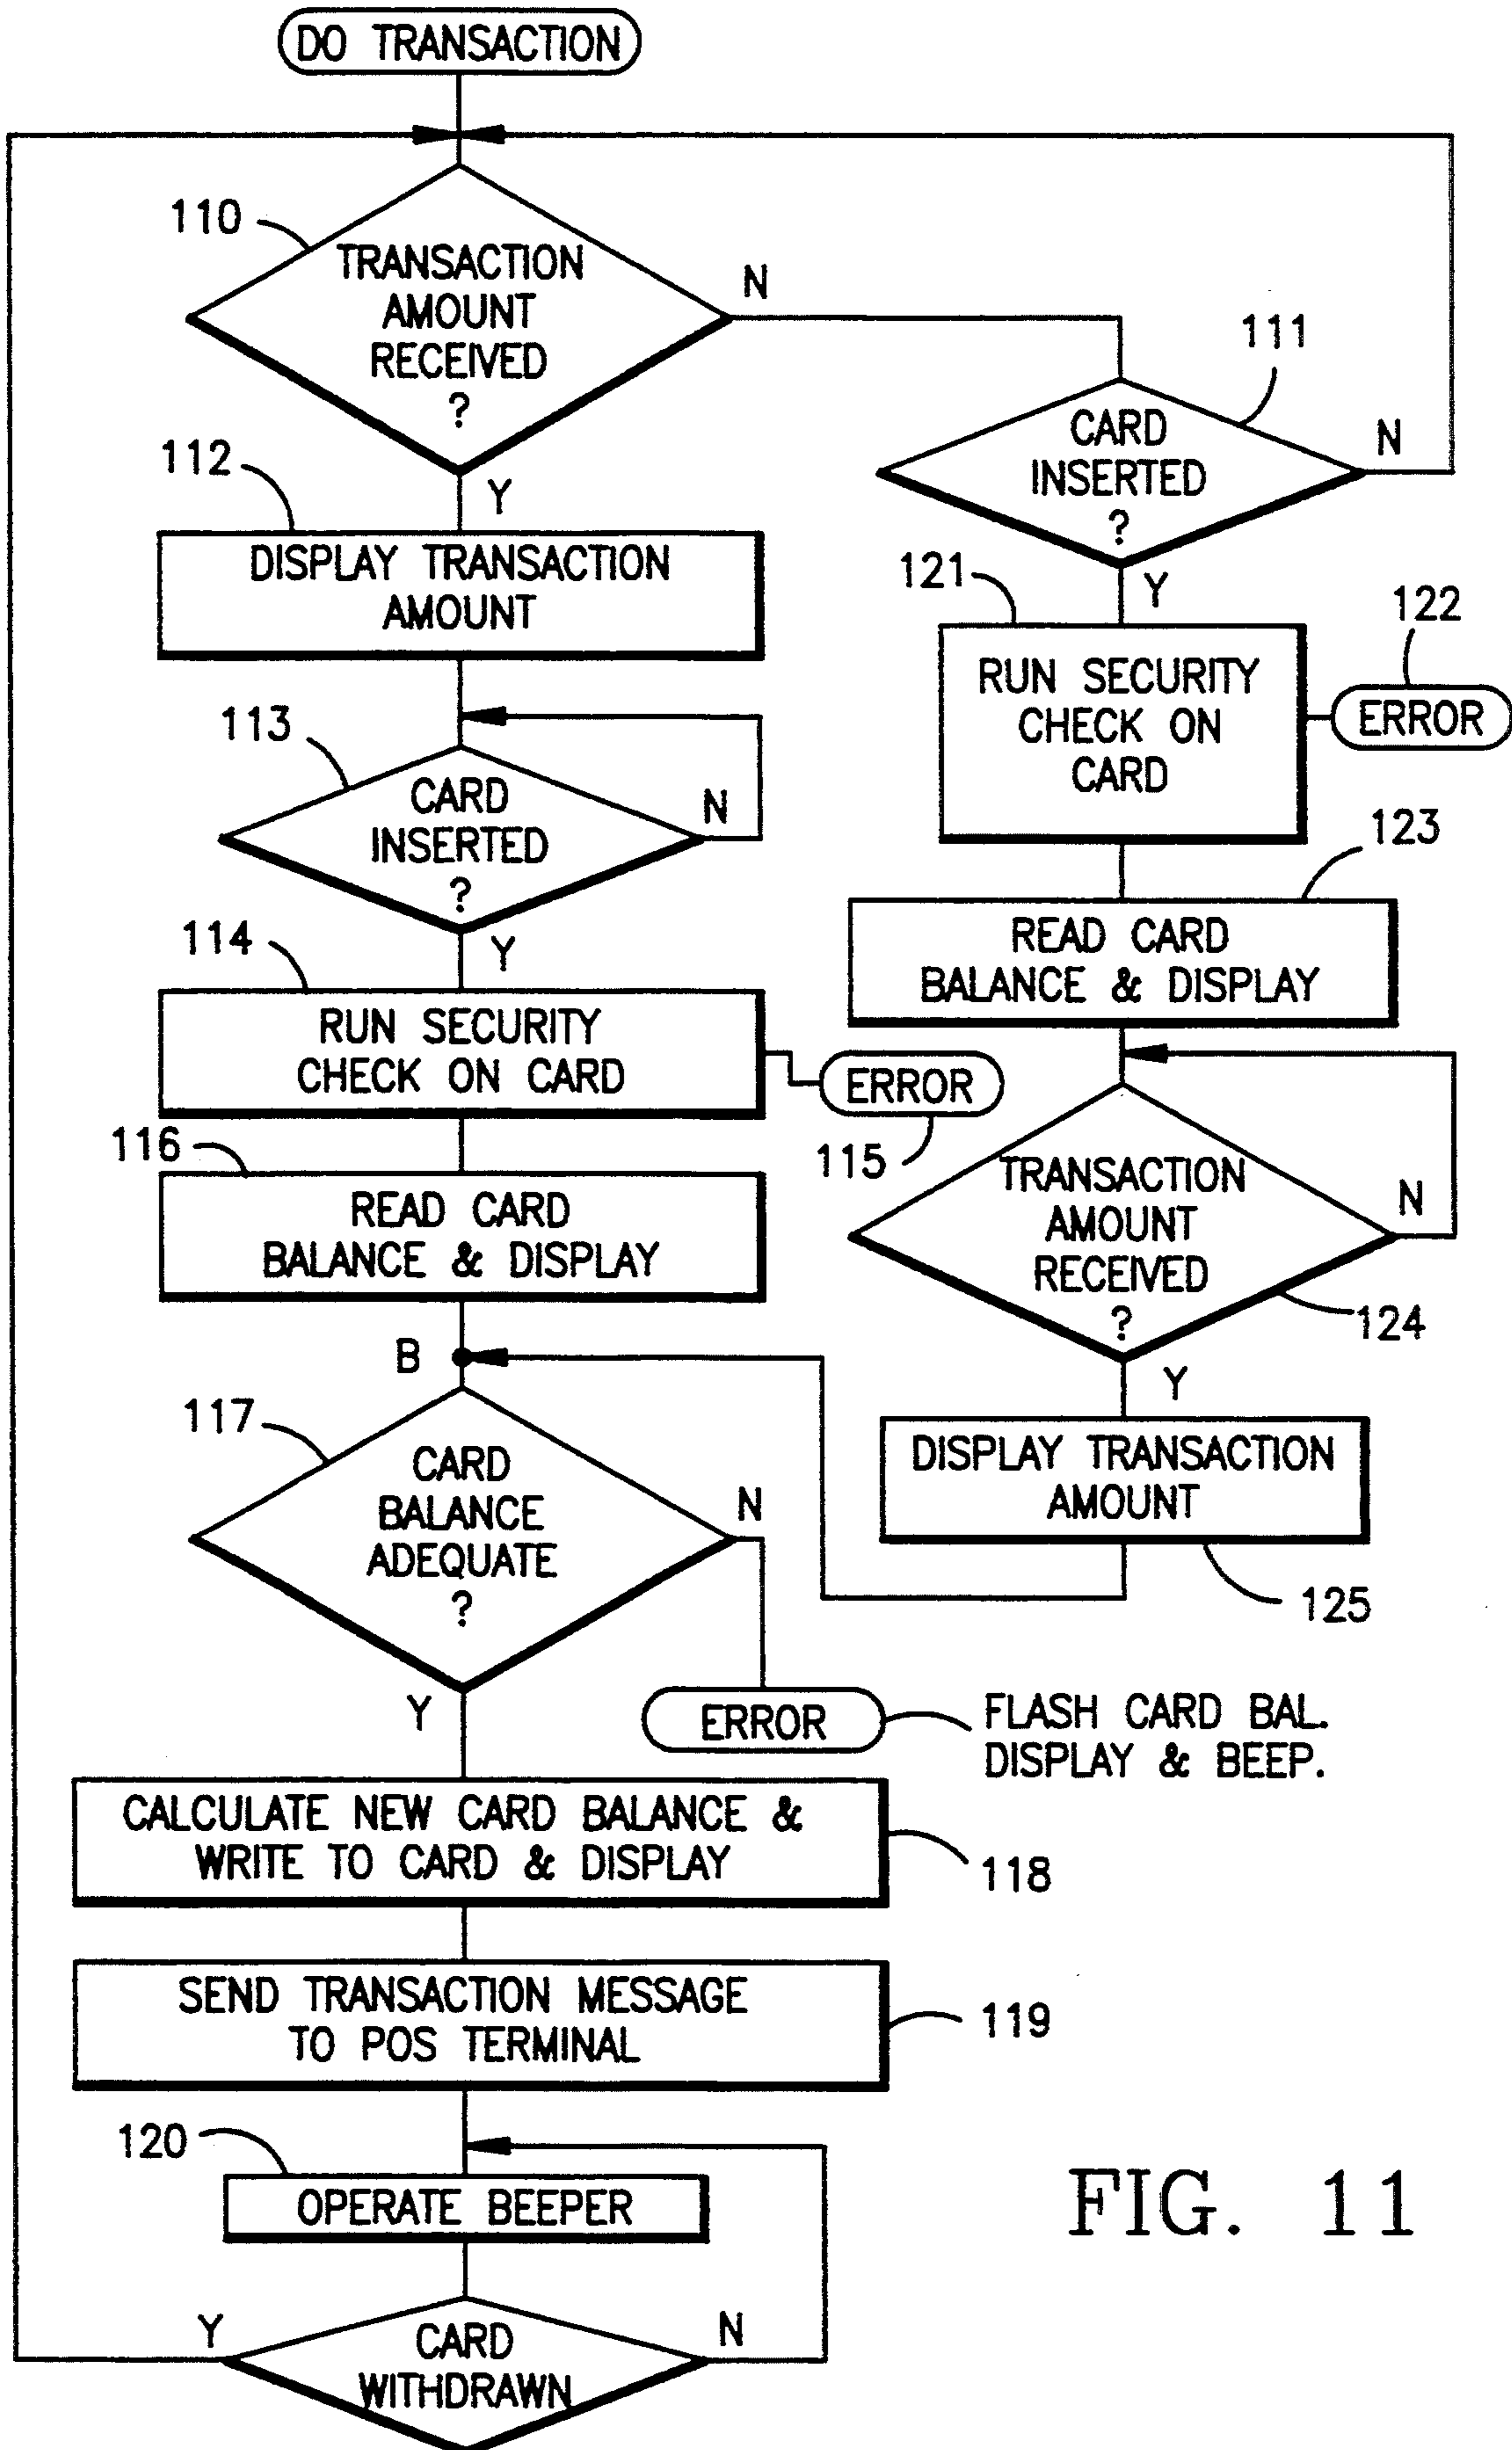 DO TRANSACTION
110
TRANSACTION
AMOUNT
RECEIVED
?
N
Y
111
CARD
INSERTED
?
N
Y
112
DISPLAY TRANSACTION
AMOUNT
113
CARD
INSERTED
?
N
Y
121
RUN SECURITY
CHECK ON
CARD
122
ERROR
123
READ CARD
BALANCE & DISPLAY
114
RUN SECURITY
CHECK ON CARD
ERROR
115
116
READ CARD
BALANCE & DISPLAY
TRANSACTION
AMOUNT
RECEIVED
?
N
124
Y
B
117
CARD
BALANCE
ADEQUATE
?
N
Y
DISPLAY TRANSACTION
AMOUNT
125
ERROR
FLASH CARD BAL.
DISPLAY & BEEP.
CALCULATE NEW CARD BALANCE &
WRITE TO CARD & DISPLAY
118
SEND TRANSACTION MESSAGE
TO POS TERMINAL
119
120
OPERATE BEEPER
Y
CARD
WITHDRAWN
N
FIG. 11